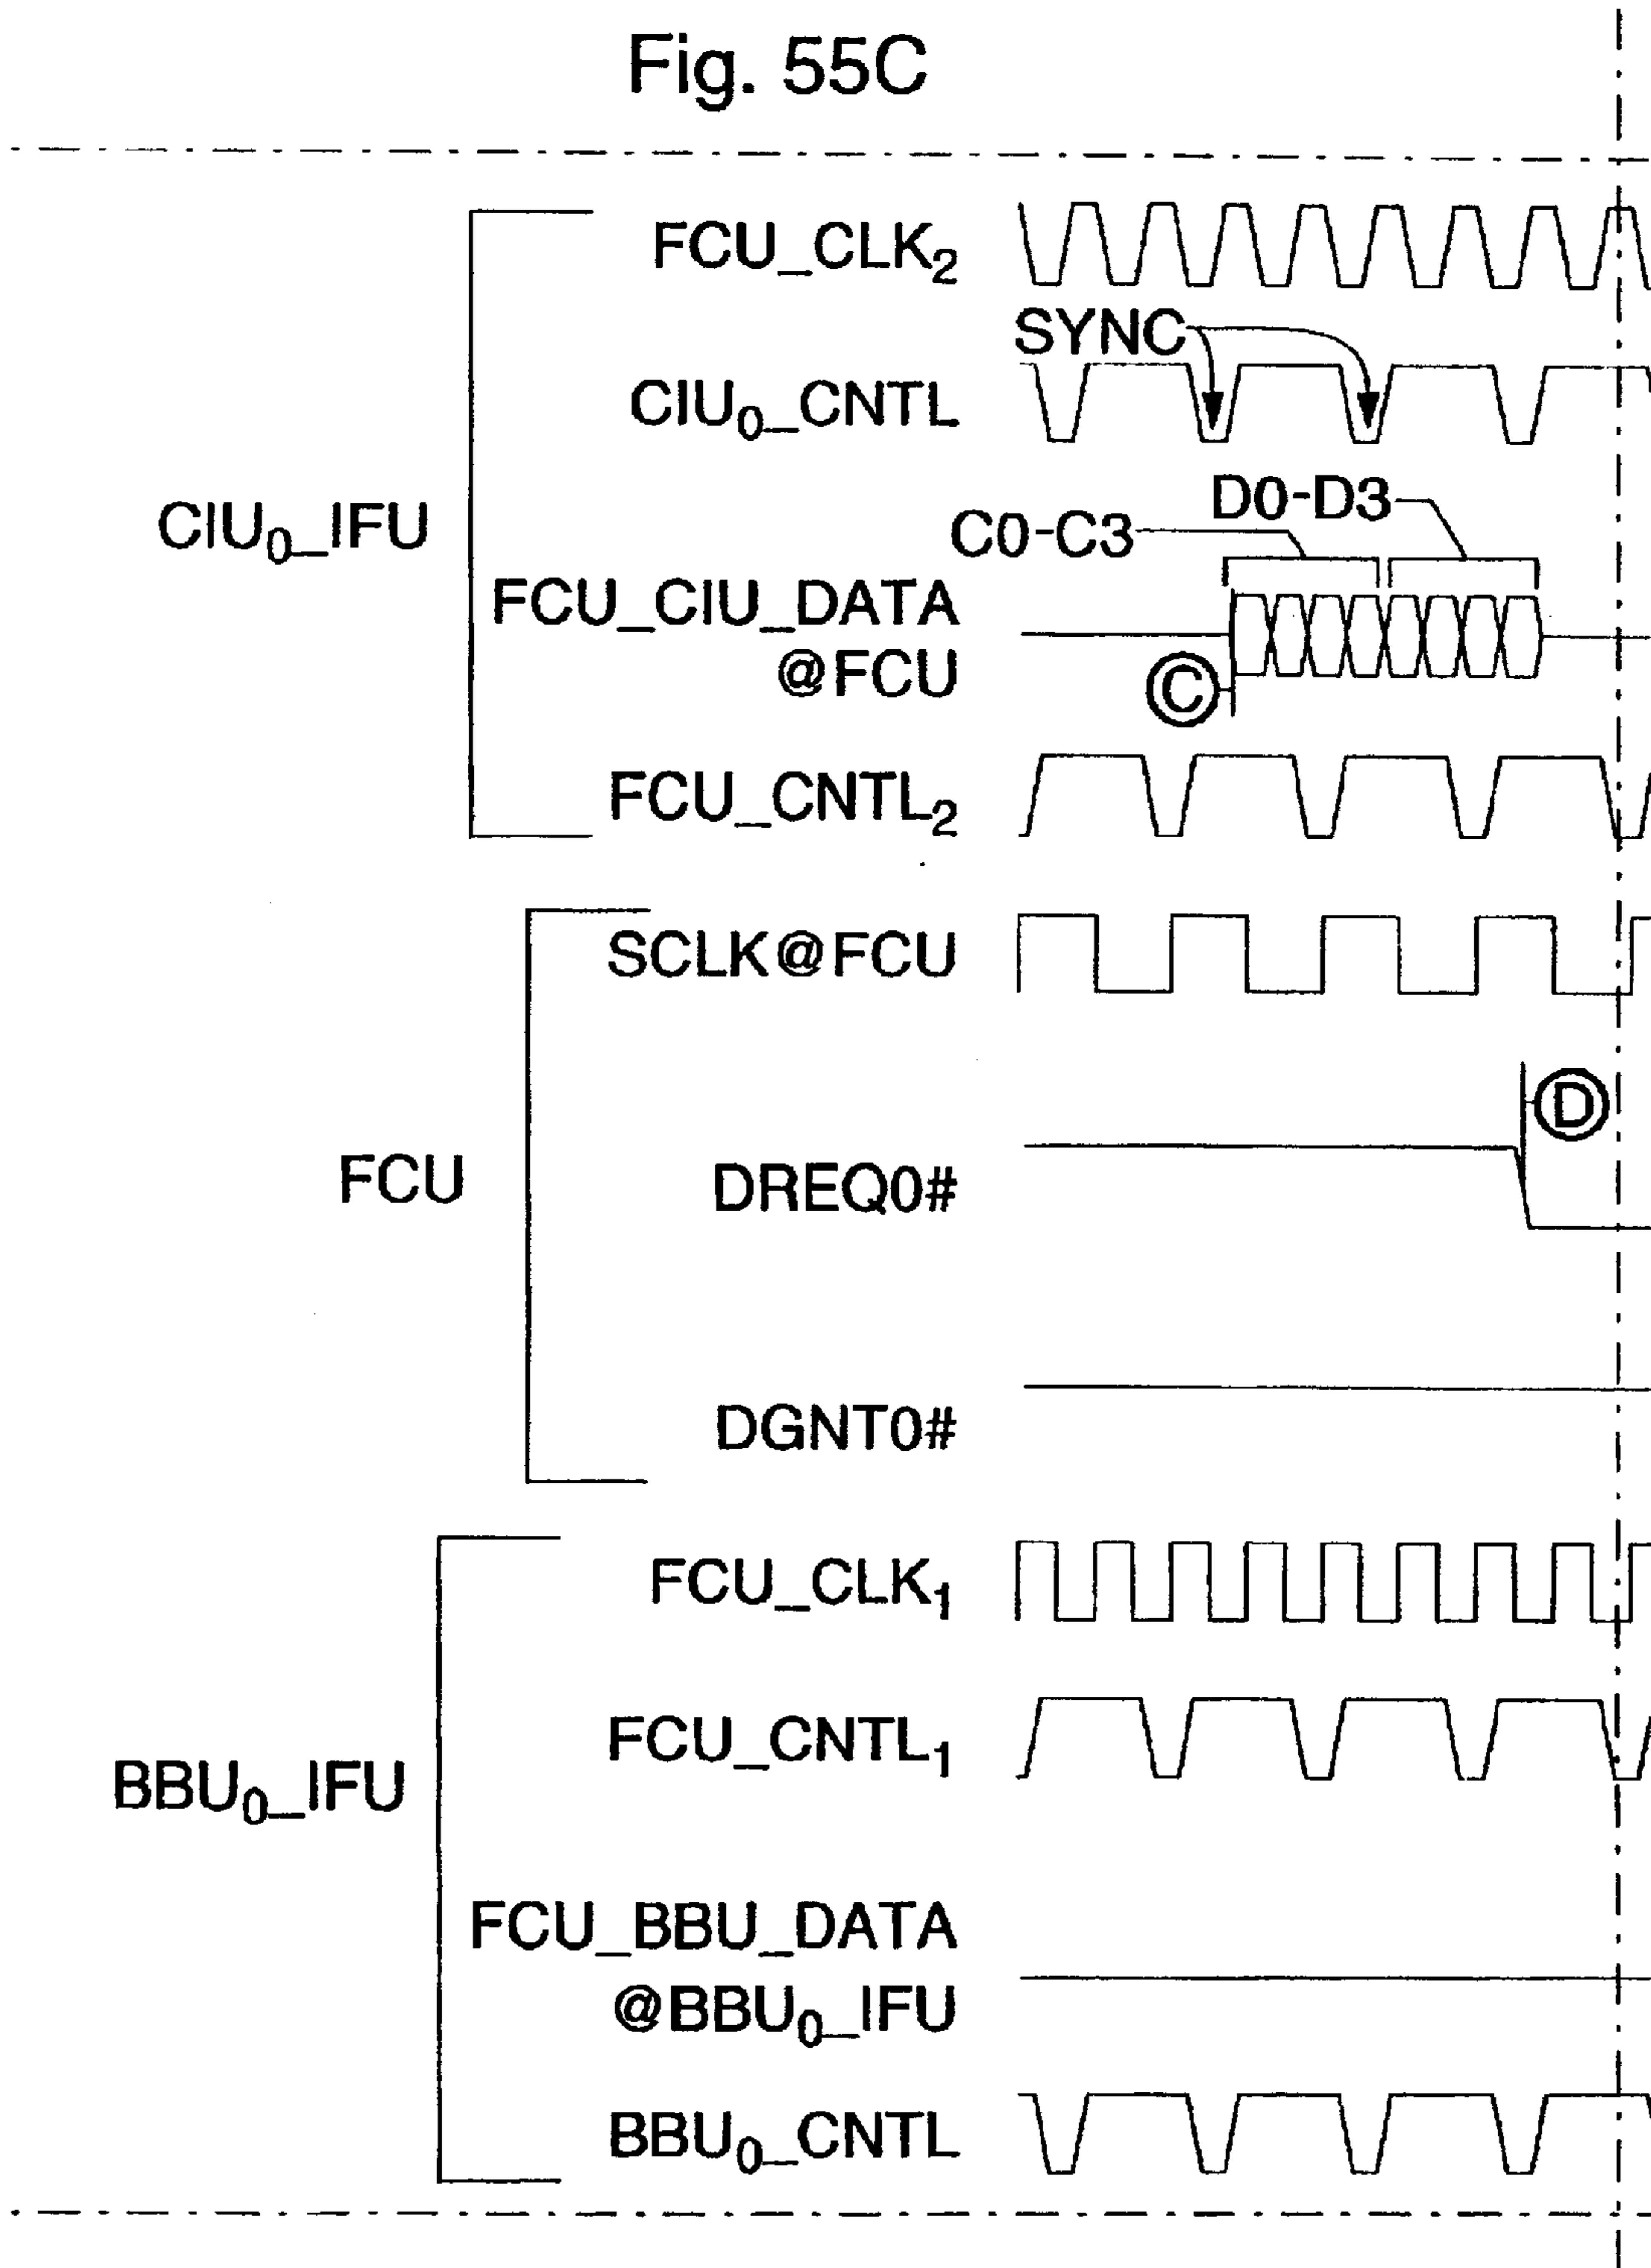 Fig. 55C
FCU_CLK₂
SYNC
CIU₀_CNTL
D0-D3
C0-C3
CIU₀_IFU
FCU_CIU_DATA
@FCU
C
FCU_CNTL₂
SCLK@FCU
D
FCU
DREQ0#
DGNT0#
FCU_CLK₁
FCU_CNTL₁
BBU₀_IFU
FCU_BBU_DATA
@BBU₀_IFU
BBU₀_CNTL